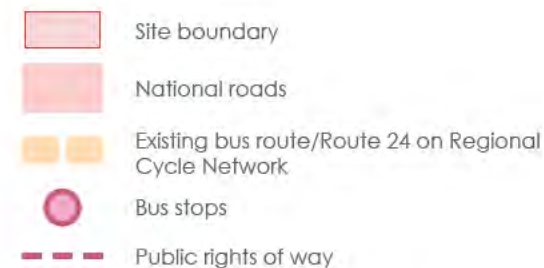 Site boundary
National roads
Existing bus route/Route 24 on Regional
Cycle Network
Bus stops
Public rights of way